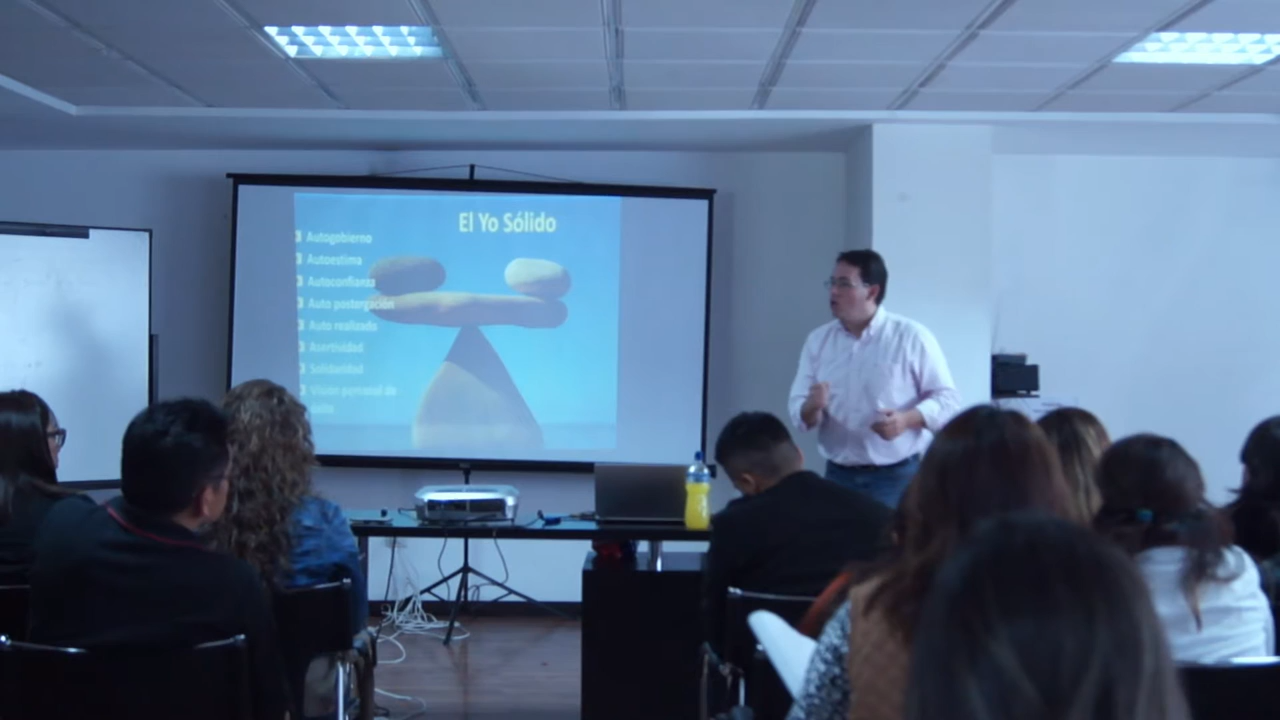 El Yo Sólido
Autogobierno
Autoestima
Autoconfianza
Auto postergación
Auto realizado
Asertividad
Solidaridad
Visión personal de